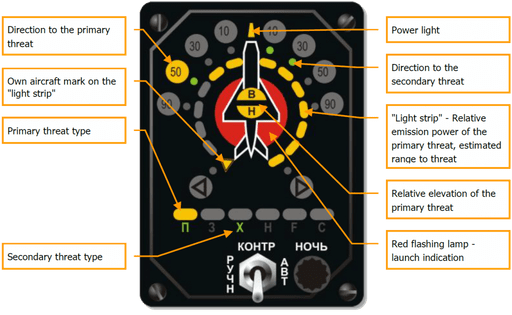 Direction to the primary
threat
Own aircraft mark on the
"light strip"
Primary threat type
Secondary threat type
10
10
30
30
50
50
90
90
В
Н
П
З
Х
Н
F
С
КОНТР
НОЧЬ
РУЧН
АВТ
Power light
Direction to the
secondary threat
"Light strip" - Relative
emission power of the
primary threat, estimated
range to threat
Relative elevation of the
primary threat
Red flashing lamp -
launch indication